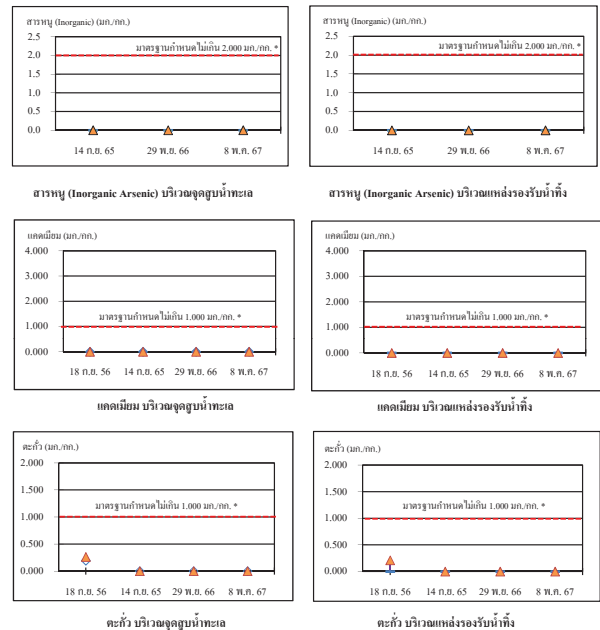 สารหนู (Inorganic) (มก./กก.)
2.5
มาตรฐานกำหนดไม่เกิน 2.000 มก./กก. *
2.0
1.5
1.0
0.5
0.0
14 ก.ย. 65 29 พ.ย. 66 8 พ.ค. 67
สารหนู (Inorganic Arsenic) บริเวณจุดสูบน้ำทะเล
สารหนู (Inorganic) (มก./กก.)
2.5
มาตรฐานกำหนดไม่เกิน 2.000 มก./กก. *
2.0
1.5
1.0
0.5
0.0
14 ก.ย. 65 29 พ.ย. 66 8 พ.ค. 67
สารหนู (Inorganic Arsenic) บริเวณแหล่งรองรับน้ำทิ้ง
แคดเมียม (มก./กก.)
4.000
3.000
2.000
มาตรฐานกำหนดไม่เกิน 1.000 มก./กก. *
1.000
0.000
18 ก.ย. 56 14 ก.ย. 65 29 พ.ย. 66 8 พ.ค. 67
แคดเมียม บริเวณจุดสูบน้ำทะเล
แคดเมียม (มก./กก.)
4.000
3.000
2.000
มาตรฐานกำหนดไม่เกิน 1.000 มก./กก. *
1.000
0.000
18 ก.ย. 56 14 ก.ย. 65 29 พ.ย. 66 8 พ.ค. 67
แคดเมียม บริเวณแหล่งรองรับน้ำทิ้ง
ตะกั่ว (มก./กก.)
2.000
1.500
มาตรฐานกำหนดไม่เกิน 1.000 มก./กก. *
1.000
0.500
0.000
18 ก.ย. 56 14 ก.ย. 65 29 พ.ย. 66 8 พ.ค. 67
ตะกั่ว บริเวณจุดสูบน้ำทะเล
ตะกั่ว (มก./กก.)
2.000
1.500
มาตรฐานกำหนดไม่เกิน 1.000 มก./กก. *
1.000
0.500
0.000
18 ก.ย. 56 14 ก.ย. 65 29 พ.ย. 66 8 พ.ค. 67
ตะกั่ว บริเวณแหล่งรองรับน้ำทิ้ง